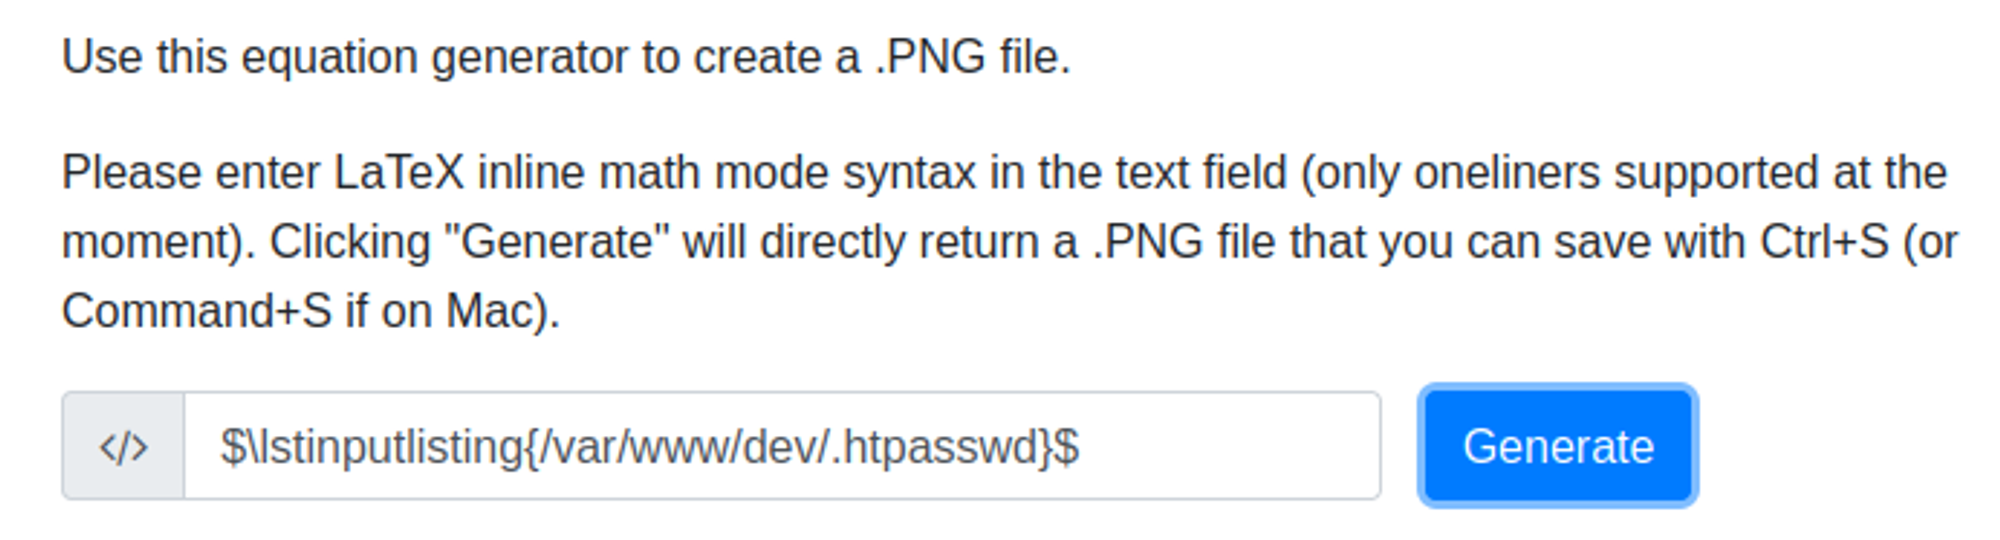 Use this equation generator to create a .PNG file.
Please enter LaTeX inline math mode syntax in the text field (only oneliners supported at the
moment). Clicking "Generate" will directly return a .PNG file that you can save with Ctrl+S (or
Command+S if on Mac).
</> $\lstinputlisting{/var/www/dev/.htpasswd}$ Generate